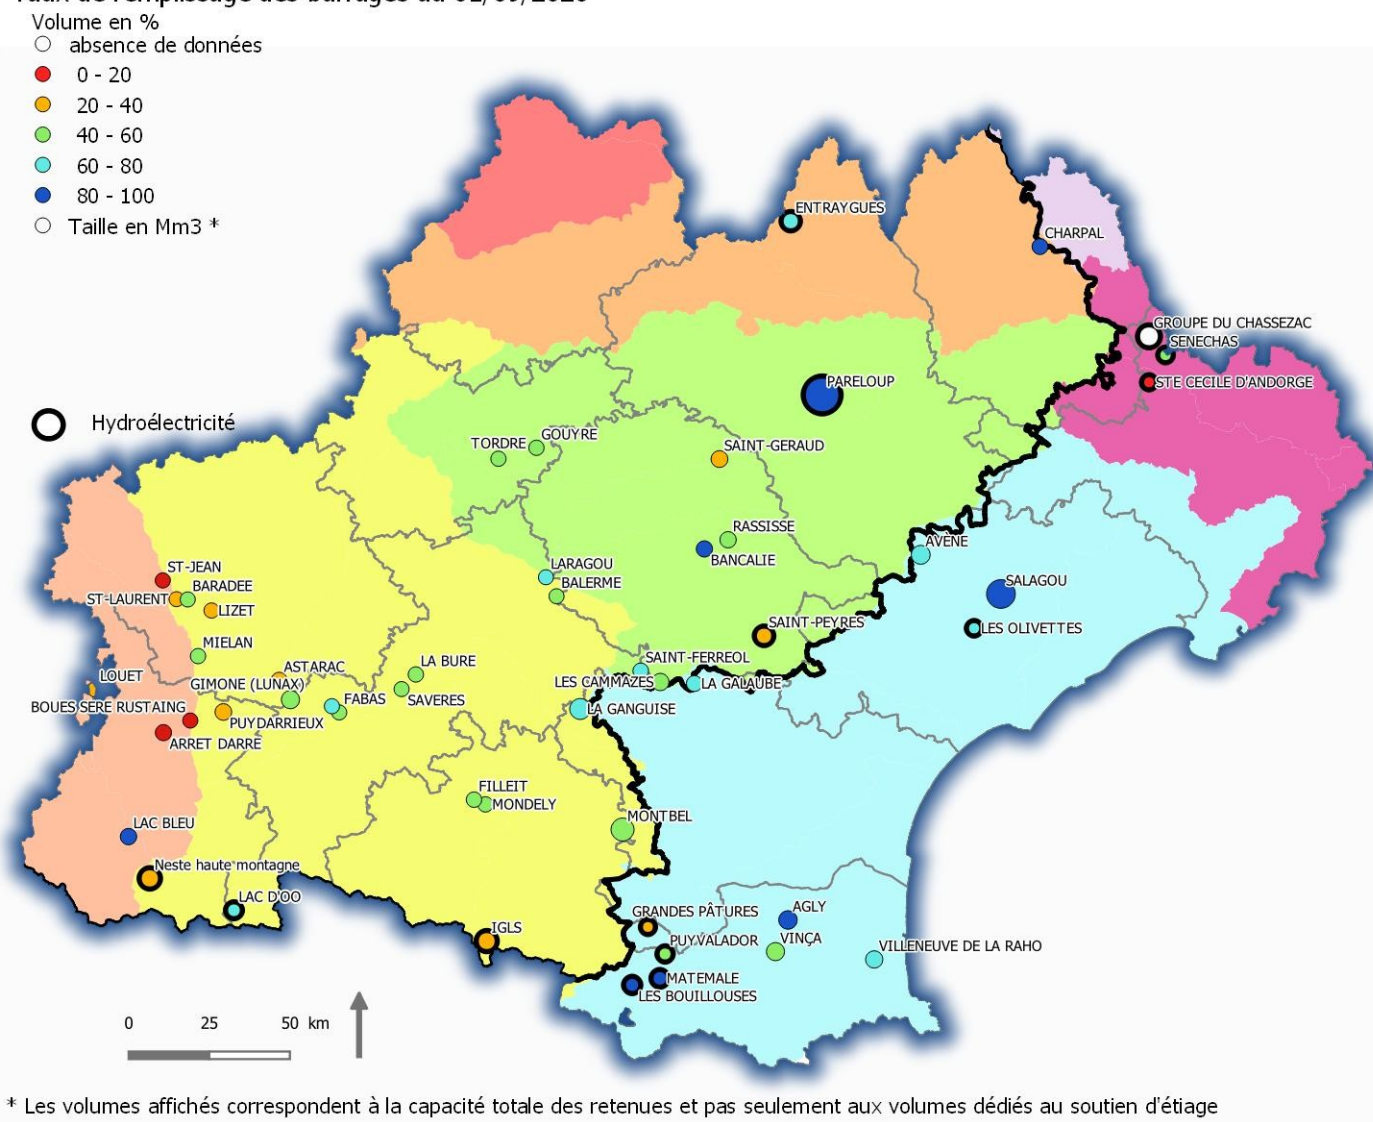 Volume en %
absence de données
0 - 20
20 - 40
40 - 60
60 - 80
80 - 100
Taille en Mm3 *
ENTRAYGUES
CHARPAL
GROUPE DU CHASSEZAC
SENECHAS
STE CECILE D'ANDORGE
PARELOUP
Hydroélectricité
TORDRE
GOUYRE
SAINT-GERAUD
RASSISSE
BANCALIE
AVÈNE
LARAGOU
BALERME
ST-JEAN
BARADEE
ST-LAURENT
LIZET
SALAGOU
LES OLIVETTES
SAINT-PEYRES
MIELAN
SAINT-FERREOL
LA BURE
ASTARAC
LOUET
GIMONE (LUNAX)
LES CAMMAZES
LA GALAUBE
FABAS
SAVERES
BOUES SERE RUSTAING
LA GANGUISE
PUYDARRIEUX
ARRET DARRE
FILLEIT
MONDELY
LAC BLEU
MONTBEL
Neste haute montagne
LAC D'OO
GRANDES PÂTURES
AGLY
IGLS
PUYVALADOR
VINÇA
VILLENEUVE DE LA RAHO
MATEMALE
LES BOUILLOUSES
0 25 50 km
* Les volumes affichés correspondent à la capacité totale des retenues et pas seulement aux volumes dédiés au soutien d'étiage